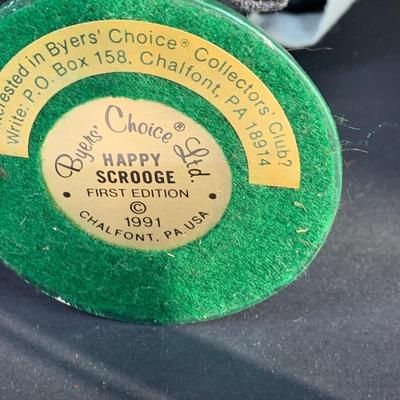 in Byers' Choice® Collectors' Club?
Write: P.O. Box 158, Chalfont, PA 18914
Byers' Choice® Ltd.
HAPPY
SCROOGE
• FIRST EDITION •
©
1991
CHALFONT, PA. USA